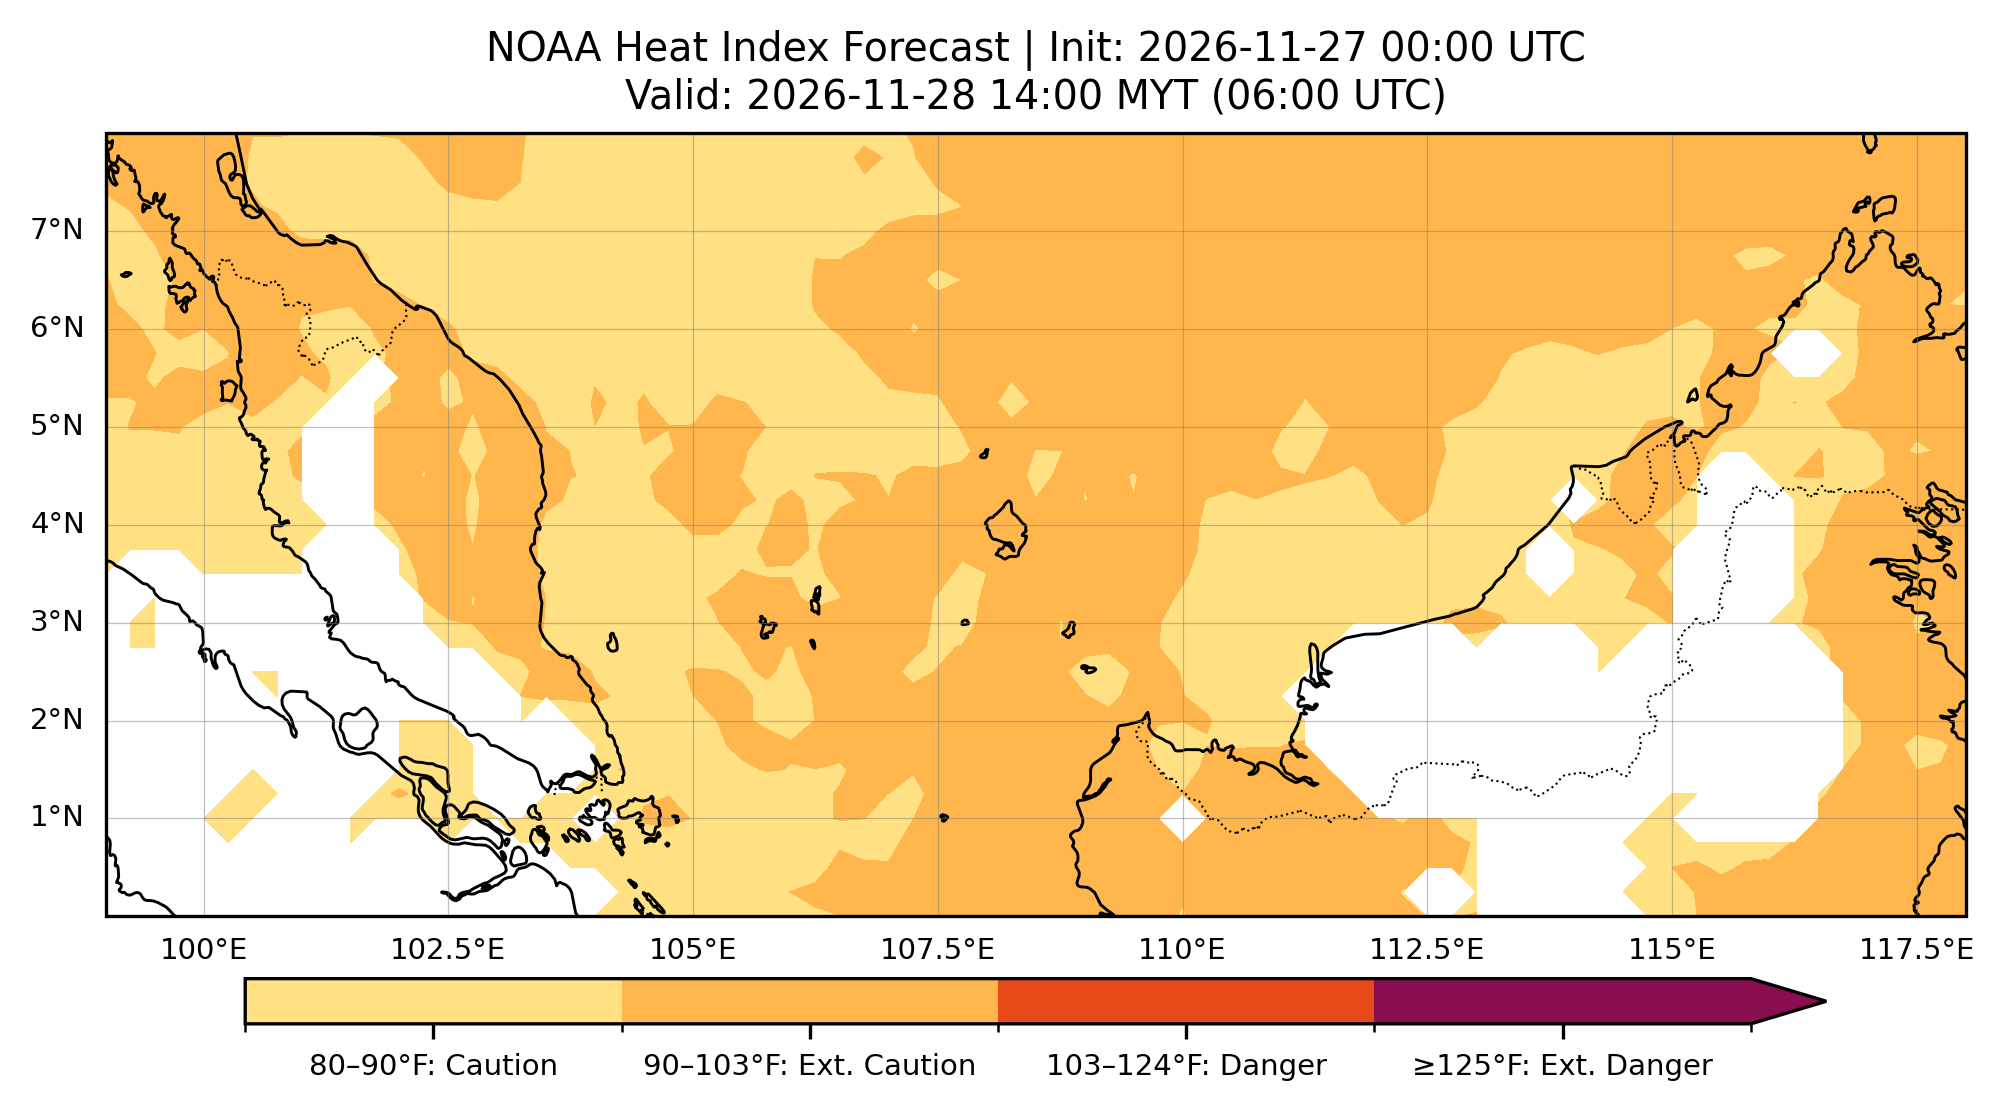 NOAA Heat Index Forecast | Init: 2026-11-27 00:00 UTC
Valid: 2026-11-28 14:00 MYT (06:00 UTC)
7°N
6°N
5°N
4°N
3°N
2°N
1°N
100°E 102.5°E 105°E 107.5°E 110°E 112.5°E 115°E 117.5°E
80–90°F: Caution 90–103°F: Ext. Caution 103–124°F: Danger ≥125°F: Ext. Danger